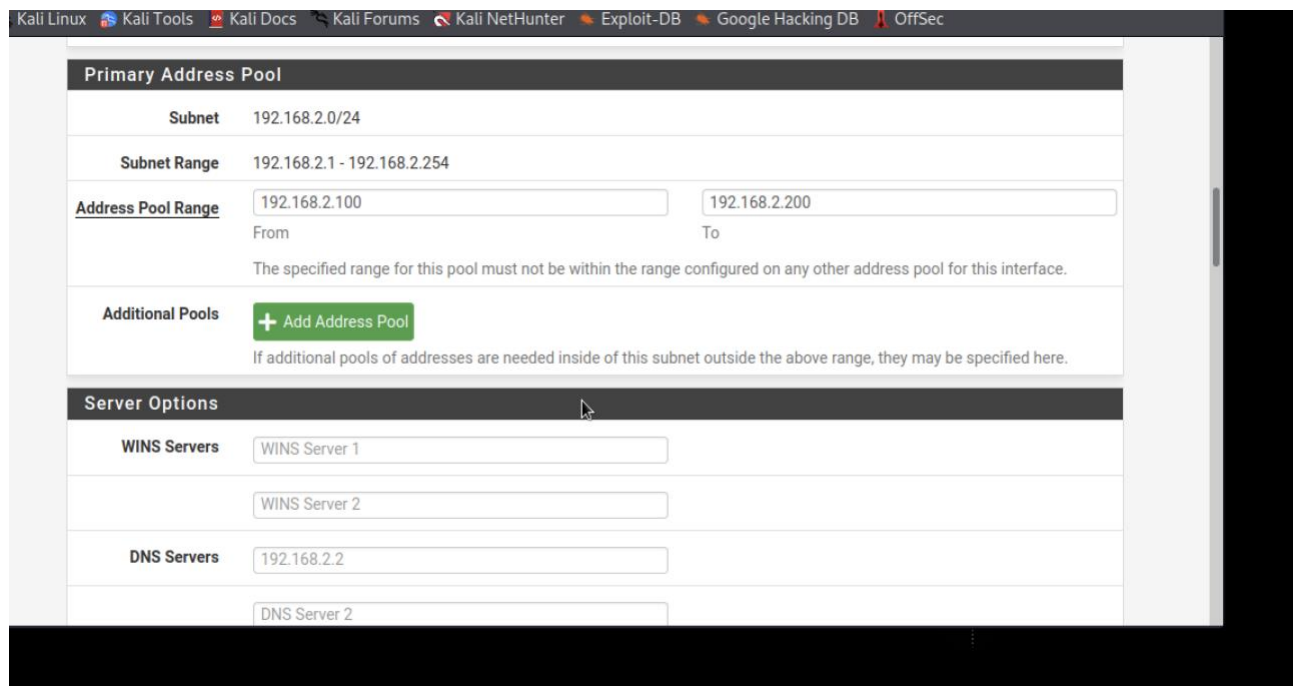 Kali Linux Kali Tools Kali Docs Kali Forums Kali NetHunter Exploit-DB Google Hacking DB OffSec
Primary Address Pool
Subnet 192.168.2.0/24
Subnet Range 192.168.2.1 - 192.168.2.254
Address Pool Range 192.168.2.100 192.168.2.200
From To
The specified range for this pool must not be within the range configured on any other address pool for this interface.
Additional Pools Add Address Pool
If additional pools of addresses are needed inside of this subnet outside the above range, they may be specified here.
Server Options
WINS Servers WINS Server 1
WINS Server 2
DNS Servers 192.168.2.2
DNS Server 2